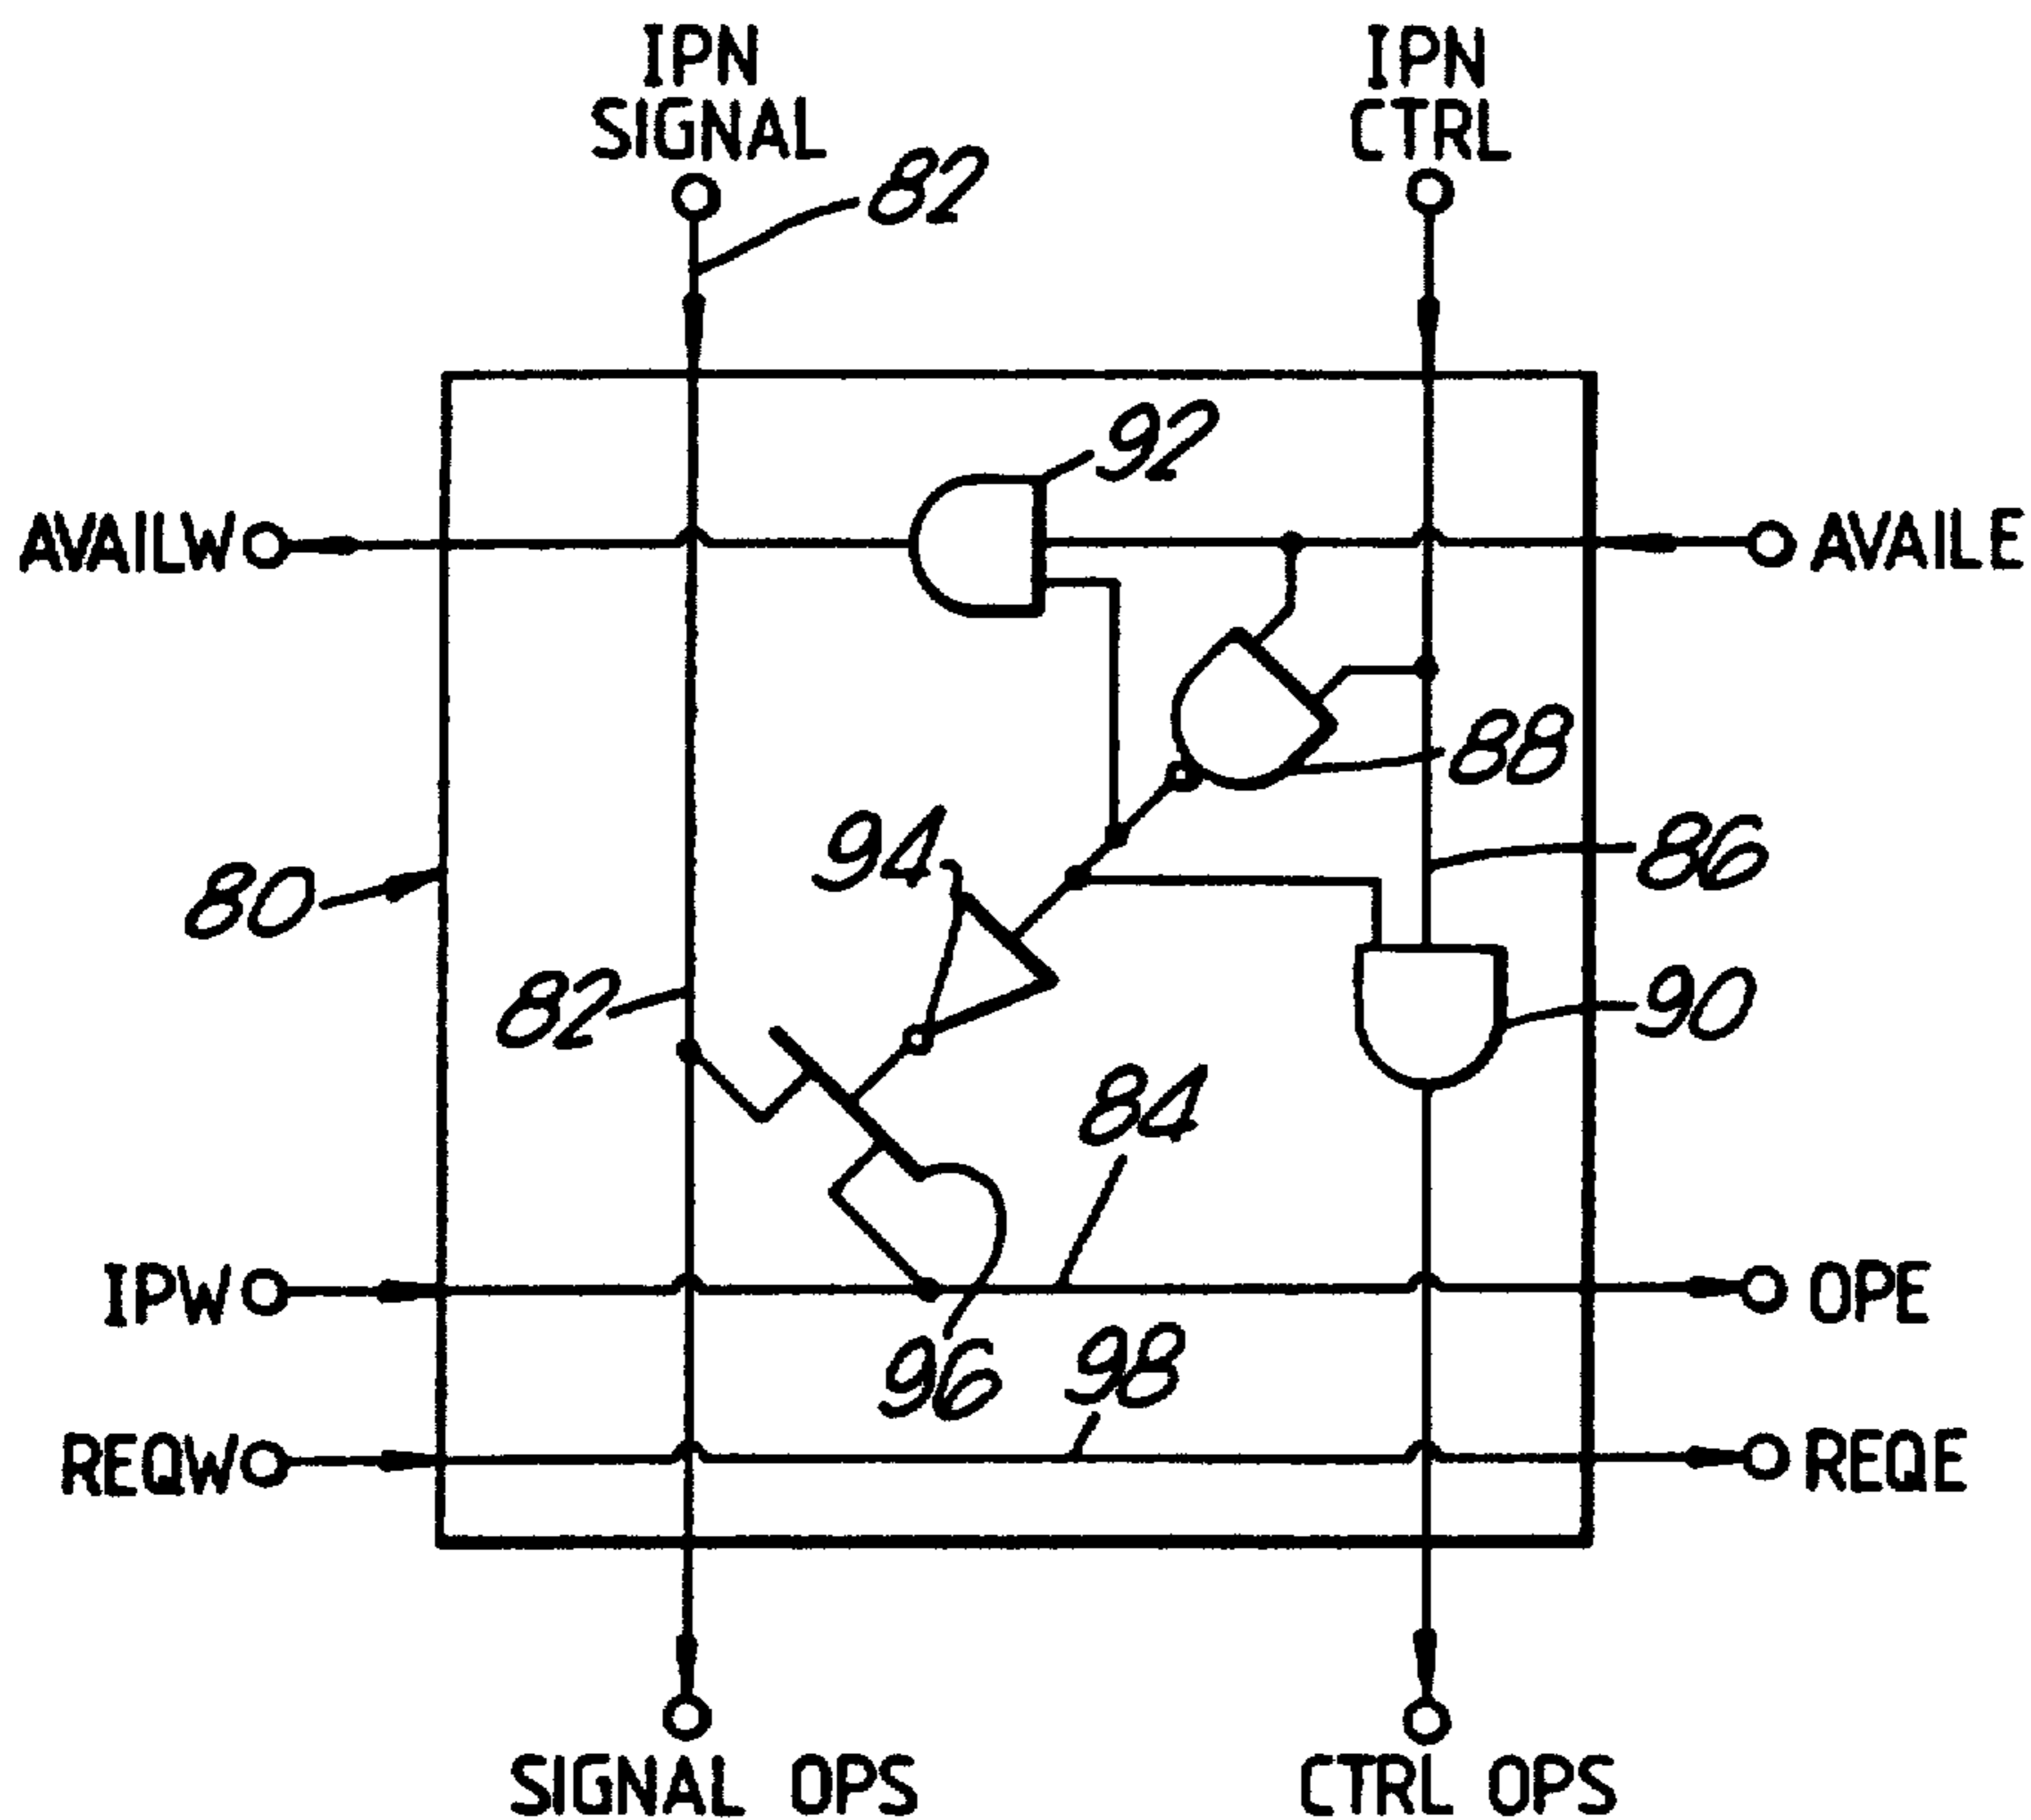 IPN
SIGNAL
IPN
CTRL
82
92
AVAILW
AVAILE
88
94
86
80
82
90
84
IPW
OPE
96
98
REQW
REQE
SIGNAL OPS
CTRL OPS